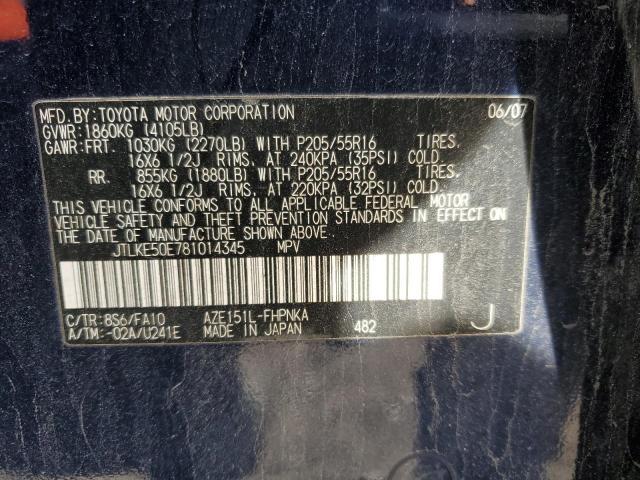 MFD. BY: TOYOTA MOTOR CORPORATION 06/07
GVWR: 1860KG (4105LB)
GAWR: FRT. 1030KG (2270LB) WITH P205/55R16 TIRES,
16X6 1/2J RIMS, AT 240KPA (35PSI) COLD.
RR. 855KG (1880LB) WITH P205/55R16 TIRES,
16X6 1/2J RIMS, AT 220KPA (32PSI) COLD.
THIS VEHICLE CONFORMS TO ALL APPLICABLE FEDERAL MOTOR
VEHICLE SAFETY AND THEFT PREVENTION STANDARDS IN EFFECT ON
THE DATE OF MANUFACTURE SHOWN ABOVE.
JTLKE50E781014345 MPV
C/TR: 8S6/FA10 AZE151L-FHPNKA
A/TM: -02A/U241E MADE IN JAPAN 482 J